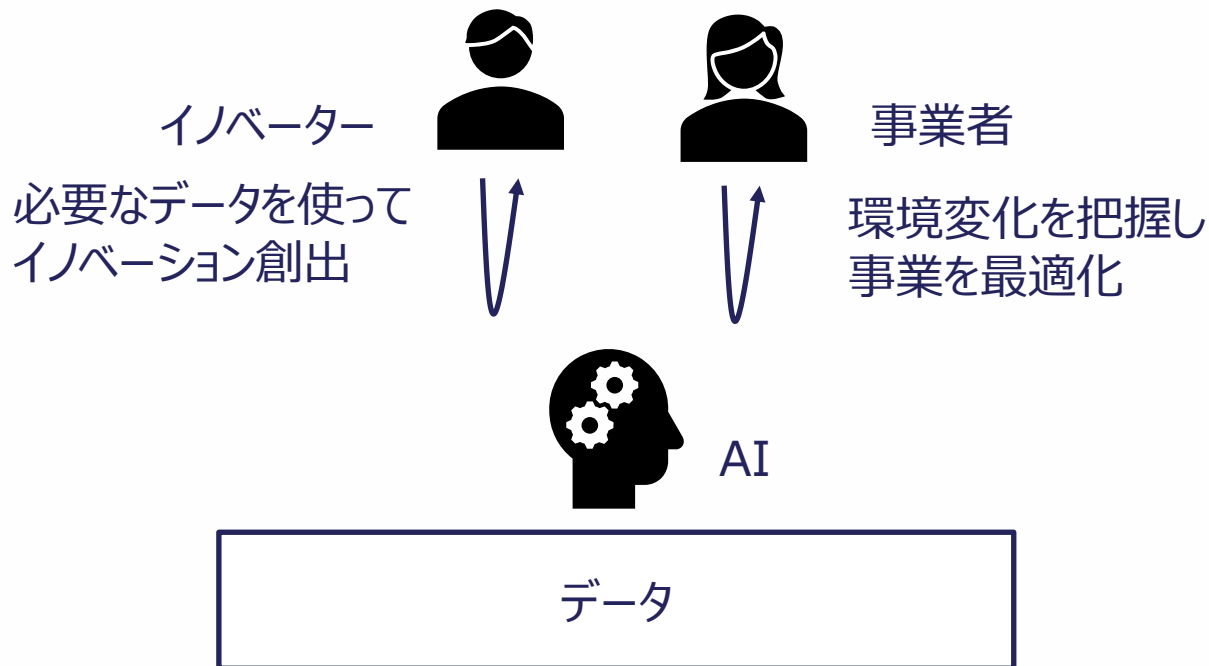 イノベーター
必要なデータを使って
イノベーション創出
事業者
環境変化を把握し
事業を最適化
AI
データ